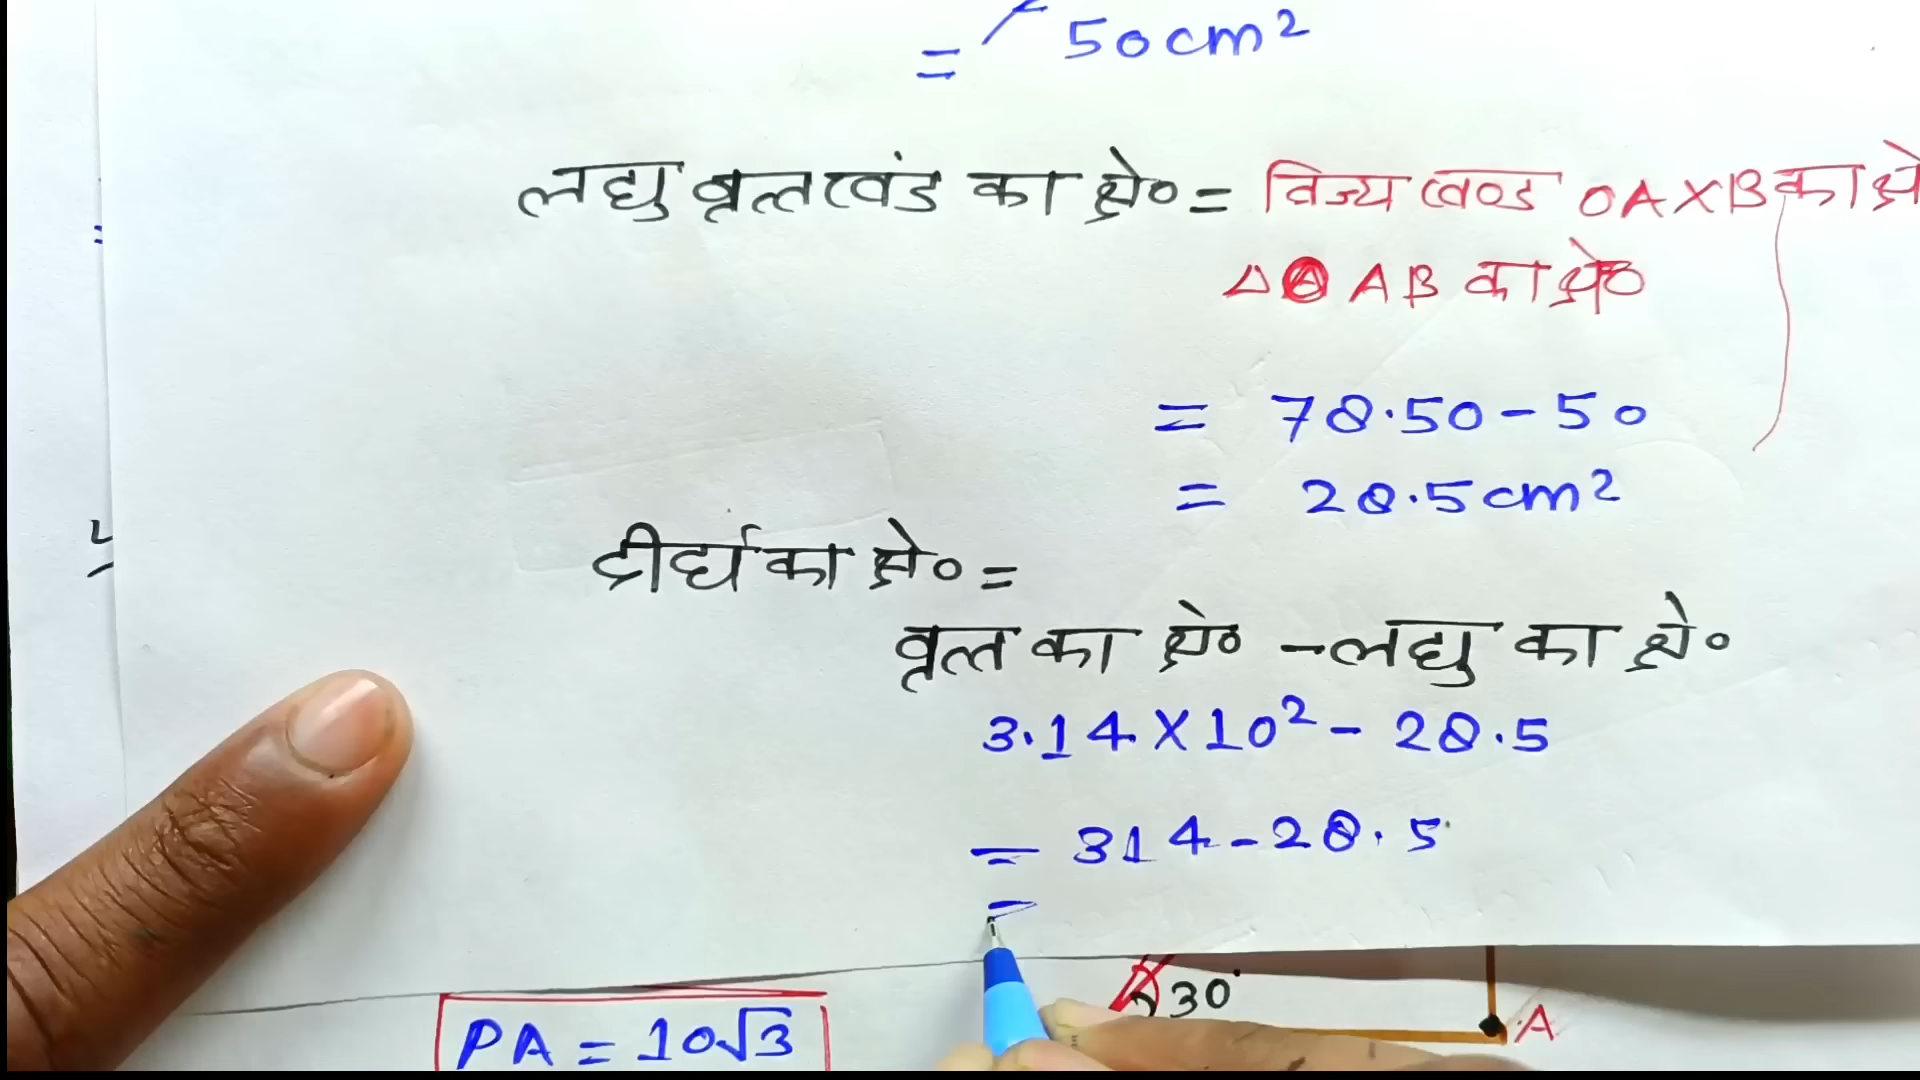 = 50cm²
लघु वृत्तखंड का क्षे० = त्रिज्य खण्ड OAXB का क्षे
△OAB का क्षे०
= 78.50-50
= 28.5cm²
दीर्घ का क्षे० =
वृत्त का क्षे० - लघु का क्षे०
3.14×10² - 28.5
= 314-28.5
=
30°
A
PA = 10√3